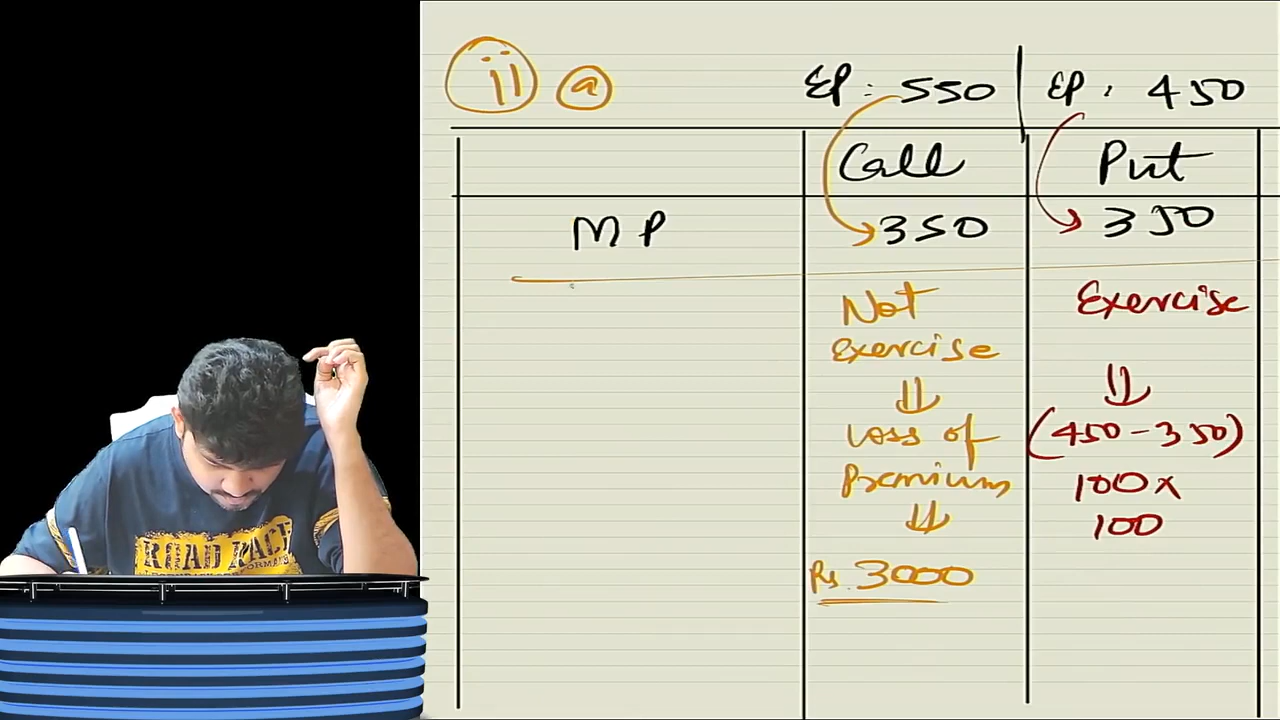 ii a EP: 550 | EP: 450
Call Put
MP 350 350
Not Exercise
exercise
Loss of (450-350)
Premium 100x
100
Rs. 3000
ROAD RACE